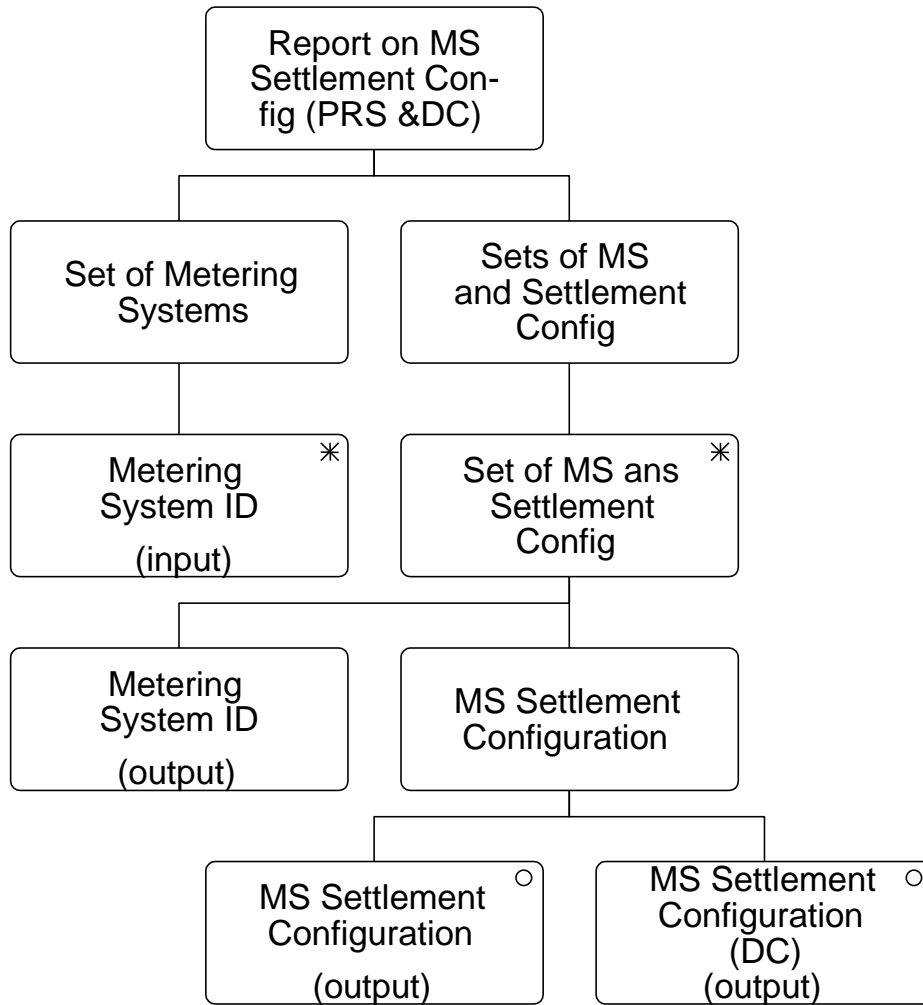 Report on MS
Settlement Con-
fig (PRS &DC)
Set of Metering
Systems
Sets of MS
and Settlement
Config
Metering
System ID
(input)
Set of MS ans
Settlement
Config
Metering
System ID
(output)
MS Settlement
Configuration
MS Settlement
Configuration
(output)
MS Settlement
Configuration
(DC)
(output)